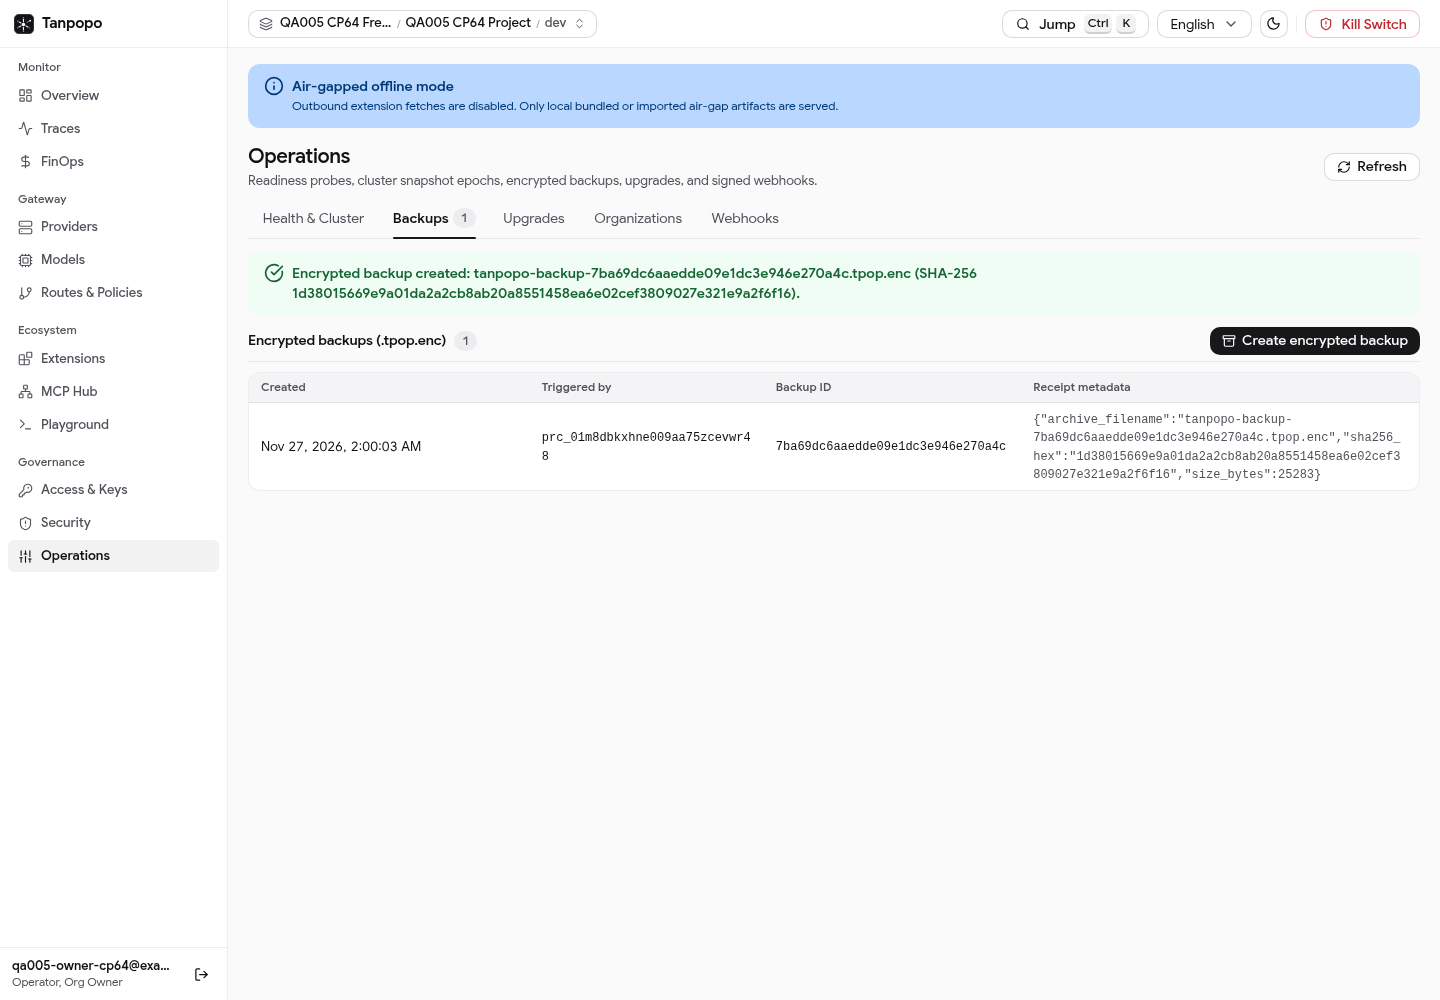 Tanpopo
QA005 CP64 Fre... / QA005 CP64 Project / dev
Jump Ctrl K
English
Kill Switch
Monitor
Overview
Traces
FinOps
Gateway
Providers
Models
Routes & Policies
Ecosystem
Extensions
MCP Hub
Playground
Governance
Access & Keys
Security
Operations
qa005-owner-cp64@exa...
Operator, Org Owner
Air-gapped offline mode
Outbound extension fetches are disabled. Only local bundled or imported air-gap artifacts are served.
Operations
Readiness probes, cluster snapshot epochs, encrypted backups, upgrades, and signed webhooks.
Refresh
Health & Cluster Backups 1 Upgrades Organizations Webhooks
Encrypted backup created: tanpopo-backup-7ba69dc6aaedde09e1dc3e946e270a4c.tpop.enc (SHA-256
1d38015669e9a01da2a2cb8ab20a8551458ea6e02cef3809027e321e9a2f6f16).
Encrypted backups (.tpop.enc) 1
Create encrypted backup
Created Triggered by Backup ID Receipt metadata
Nov 27, 2026, 2:00:03 AM
prc_01m8dbkxhne009aa75zcevwr4
8
7ba69dc6aaedde09e1dc3e946e270a4c
{"archive_filename":"tanpopo-backup-
7ba69dc6aaedde09e1dc3e946e270a4c.tpop.enc","sha256_
hex":"1d38015669e9a01da2a2cb8ab20a8551458ea6e02cef3
809027e321e9a2f6f16","size_bytes":25283}